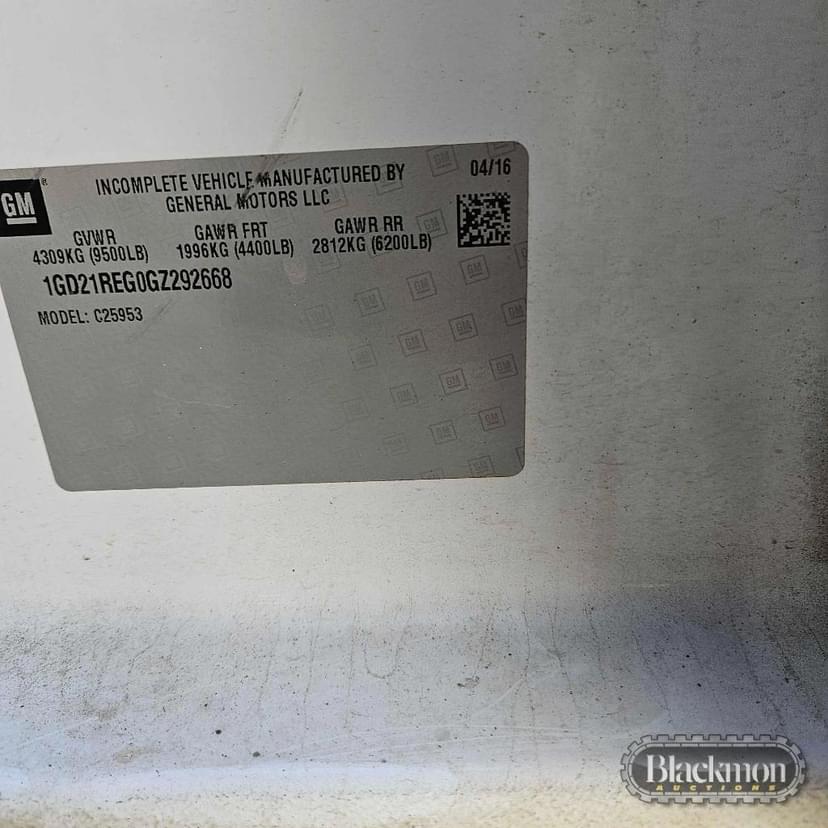 GM
INCOMPLETE VEHICLE MANUFACTURED BY
GENERAL MOTORS LLC
04/16
GVWR GAWR FRT GAWR RR
4309KG (9500LB) 1996KG (4400LB) 2812KG (6200LB)
1GD21REG0GZ292668
MODEL: C25953
Blackmon
AUCTIONS